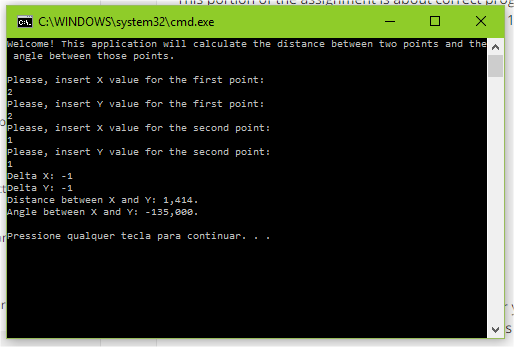 This portion of the assignment is about correct prog
C:\WINDOWS\system32\cmd.exe
Welcome! This application will calculate the distance between two points and the
angle between those points.
Please, insert X value for the first point:
2
Please, insert Y value for the first point:
2
Please, insert X value for the second point:
1
Please, insert Y value for the second point:
1
Delta X: -1
Delta Y: -1
Distance between X and Y: 1,414.
Angle between X and Y: -135,000.
Pressione qualquer tecla para continuar. . .